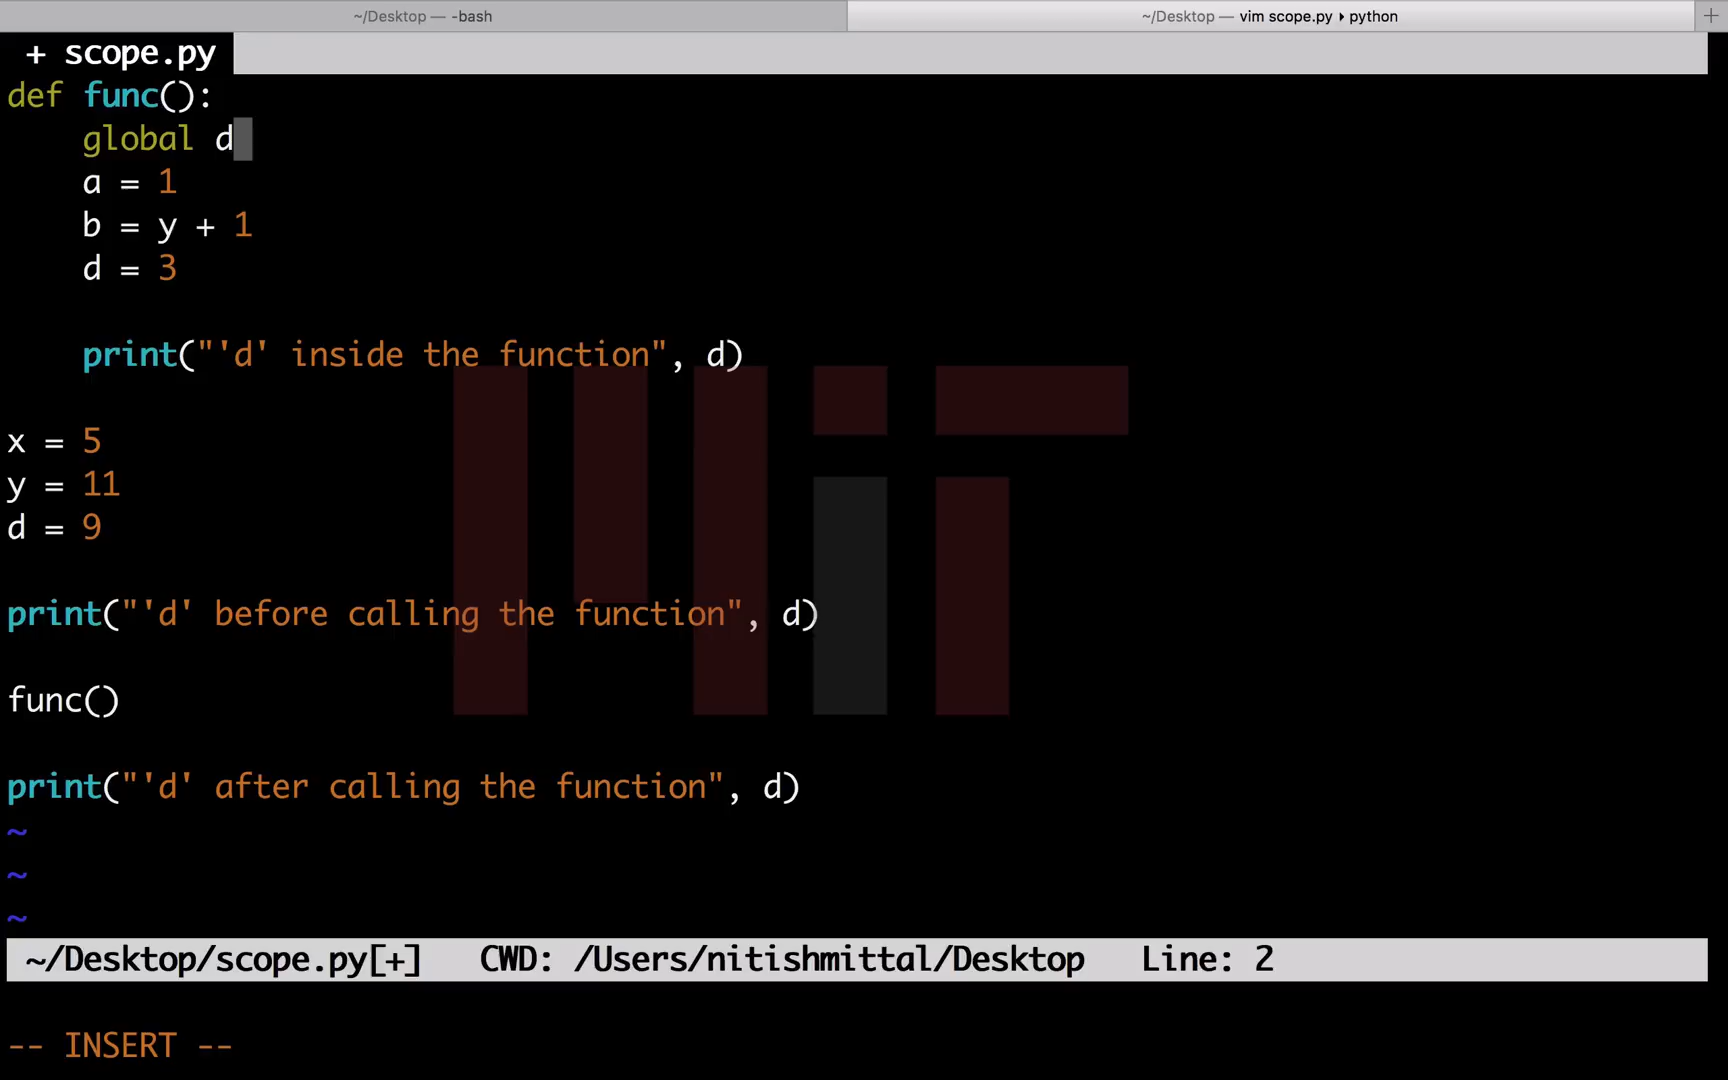 ~/Desktop — -bash
~/Desktop — vim scope.py ▸ python
+
+ scope.py
def func():
    global d
    a = 1
    b = y + 1
    d = 3
    print("'d' inside the function", d)
x = 5
y = 11
d = 9
print("'d' before calling the function", d)
func()
print("'d' after calling the function", d)
~
~
~
~/Desktop/scope.py[+]   CWD: /Users/nitishmittal/Desktop   Line: 2
-- INSERT --
MIT